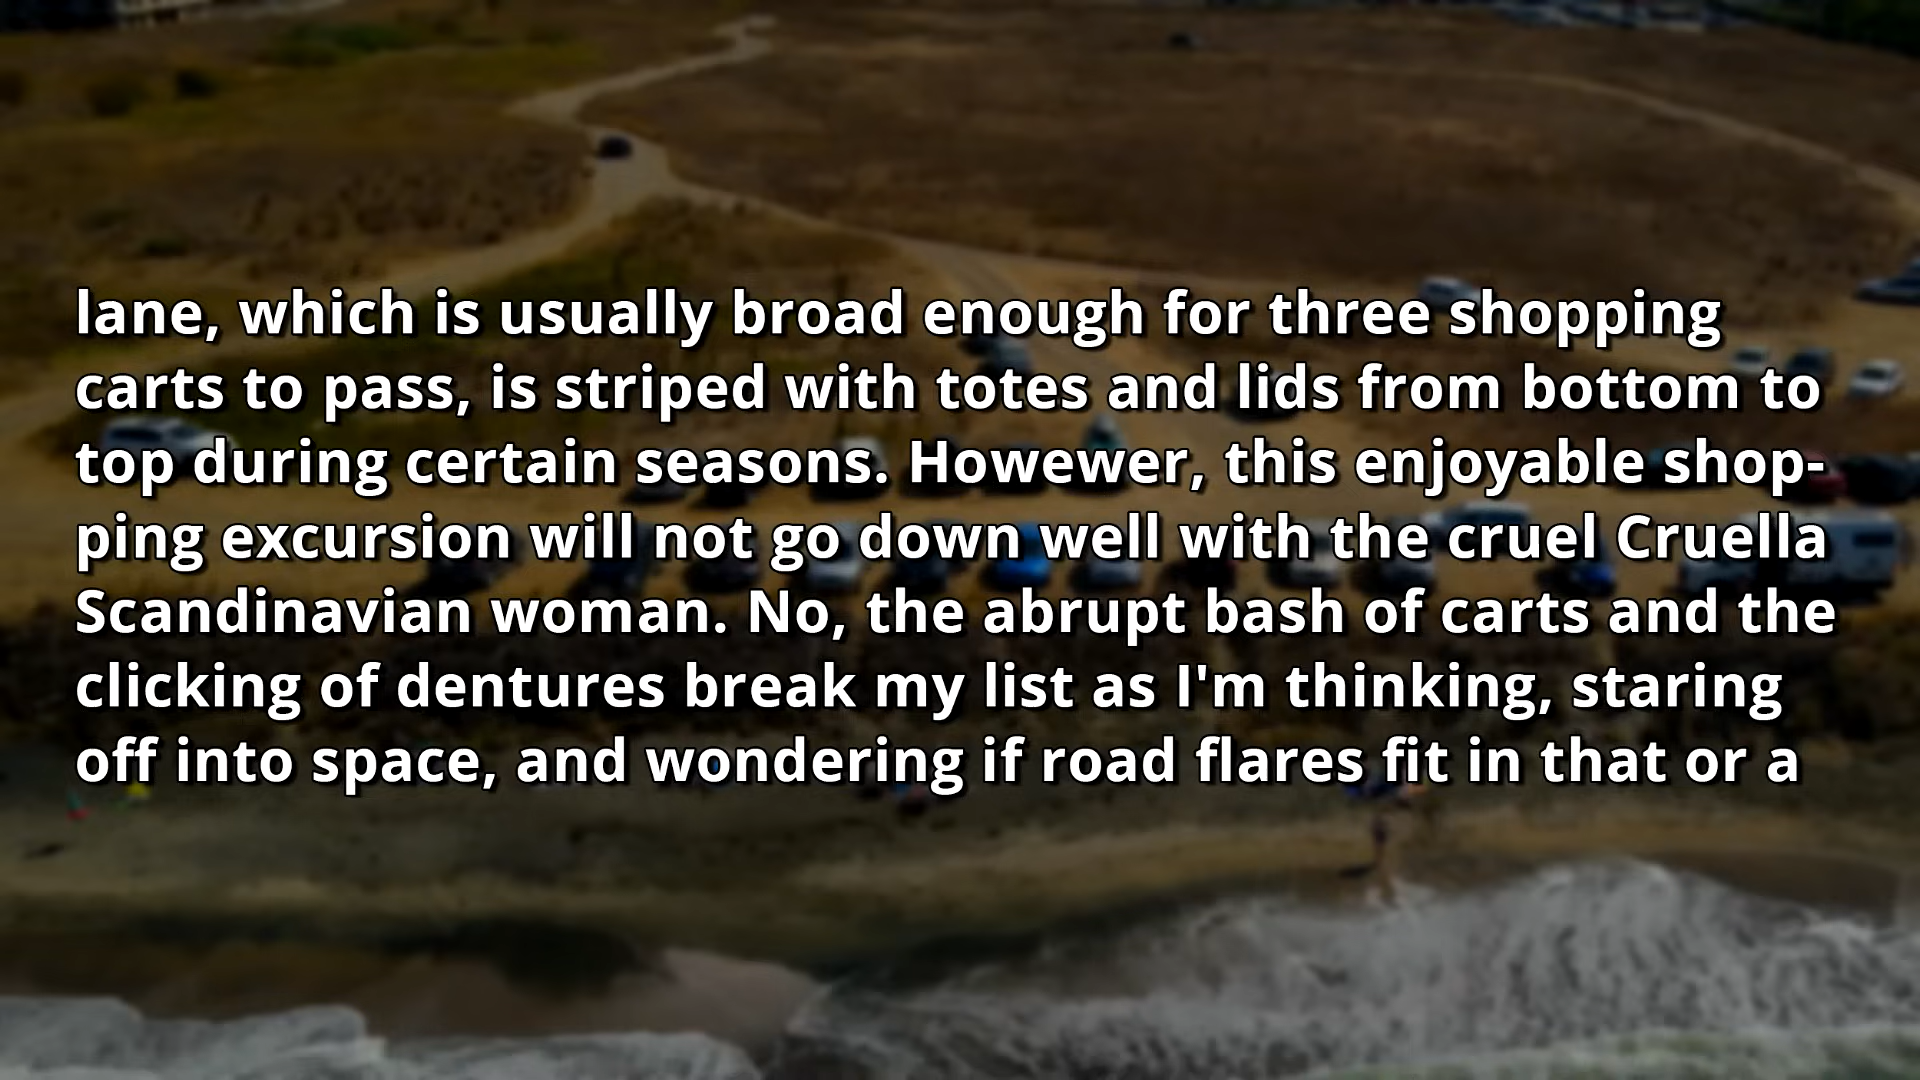 lane, which is usually broad enough for three shopping
carts to pass, is striped with totes and lids from bottom to
top during certain seasons. Howewer, this enjoyable shop-
ping excursion will not go down well with the cruel Cruella
Scandinavian woman. No, the abrupt bash of carts and the
clicking of dentures break my list as I'm thinking, staring
off into space, and wondering if road flares fit in that or a